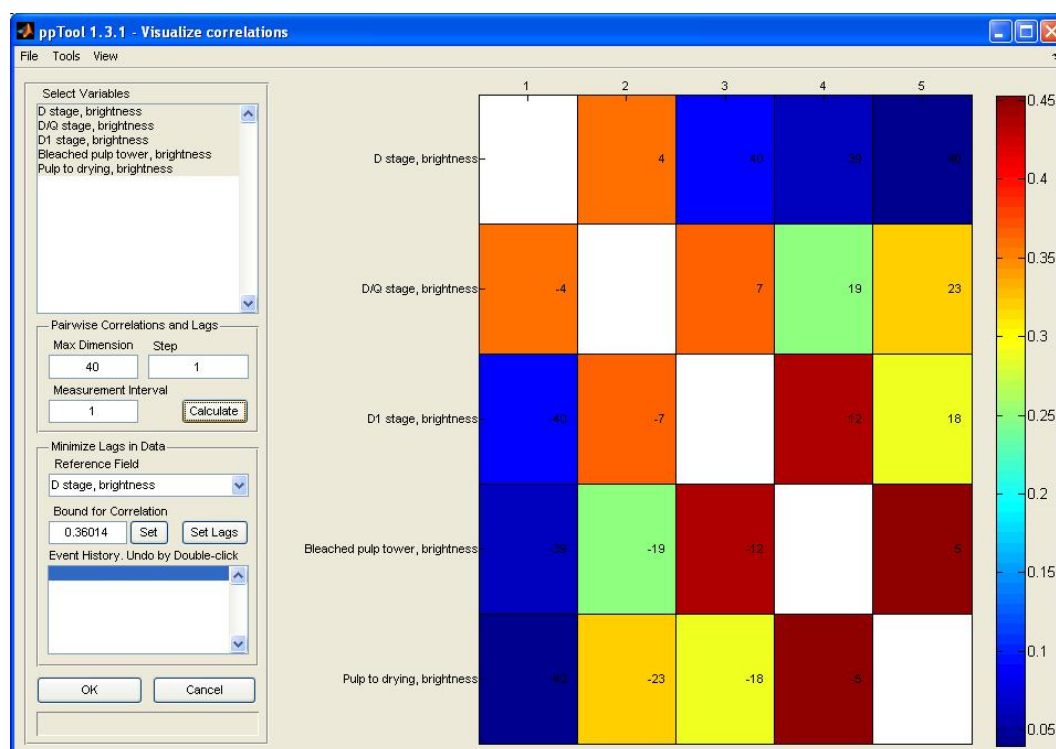 ppTool 1.3.1 - Visualize correlations
File Tools View
Select Variables
D stage, brightness
D/Q stage, brightness
D1 stage, brightness
Bleached pulp tower, brightness
Pulp to drying, brightness
Pairwise Correlations and Lags
Max Dimension Step
40 1
Measurement Interval
1 Calculate
Minimize Lags in Data
Reference Field
D stage, brightness
Bound for Correlation
0.36014 Set Set Lags
Event History. Undo by Double-click
OK Cancel
1 2 3 4 5
D stage, brightness 4 40 39 40
D/Q stage, brightness -4 7 19 23
D1 stage, brightness -40 -7 12 18
Bleached pulp tower, brightness -39 -19 -12 5
Pulp to drying, brightness -23 -18
0.45
0.4
0.35
0.3
0.25
0.2
0.15
0.1
0.05